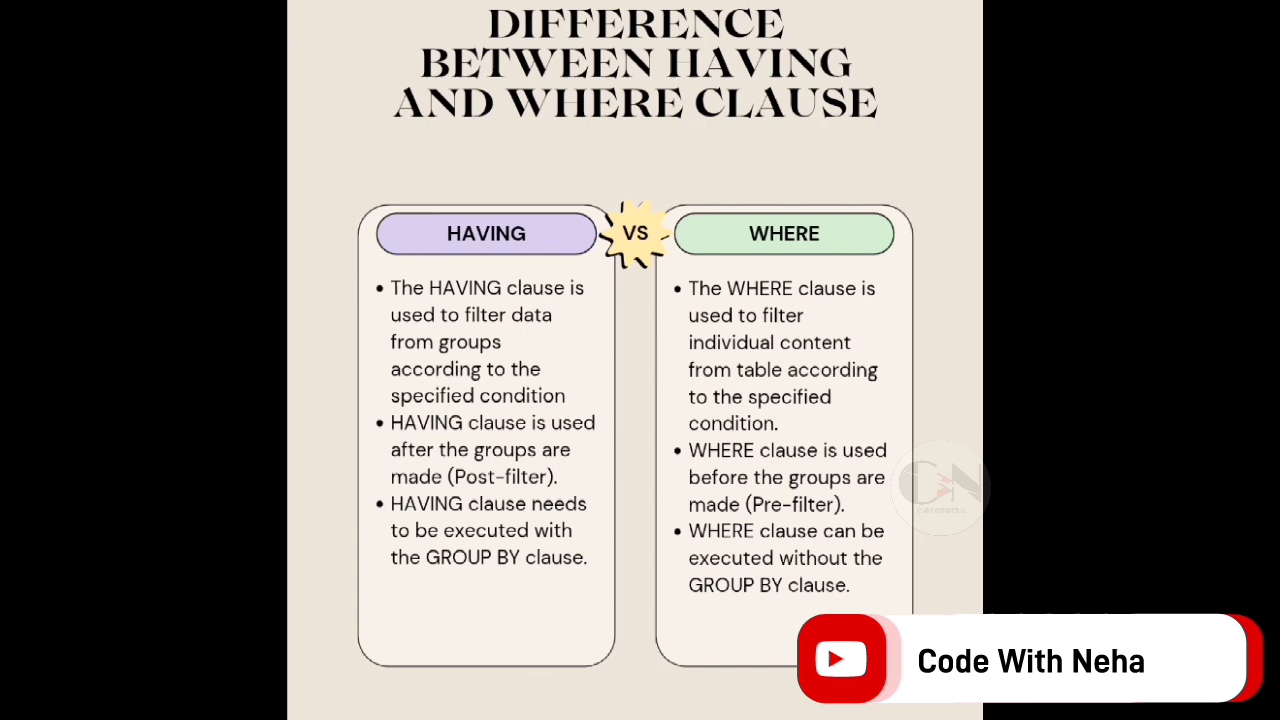 DIFFERENCE
BETWEEN HAVING
AND WHERE CLAUSE
HAVING
VS
WHERE
• The HAVING clause is
used to filter data
from groups
according to the
specified condition
• HAVING clause is used
after the groups are
made (Post-filter).
• HAVING clause needs
to be executed with
the GROUP BY clause.
• The WHERE clause is
used to filter
individual content
from table according
to the specified
condition.
• WHERE clause is used
before the groups are
made (Pre-filter).
• WHERE clause can be
executed without the
GROUP BY clause.
Code With Neha